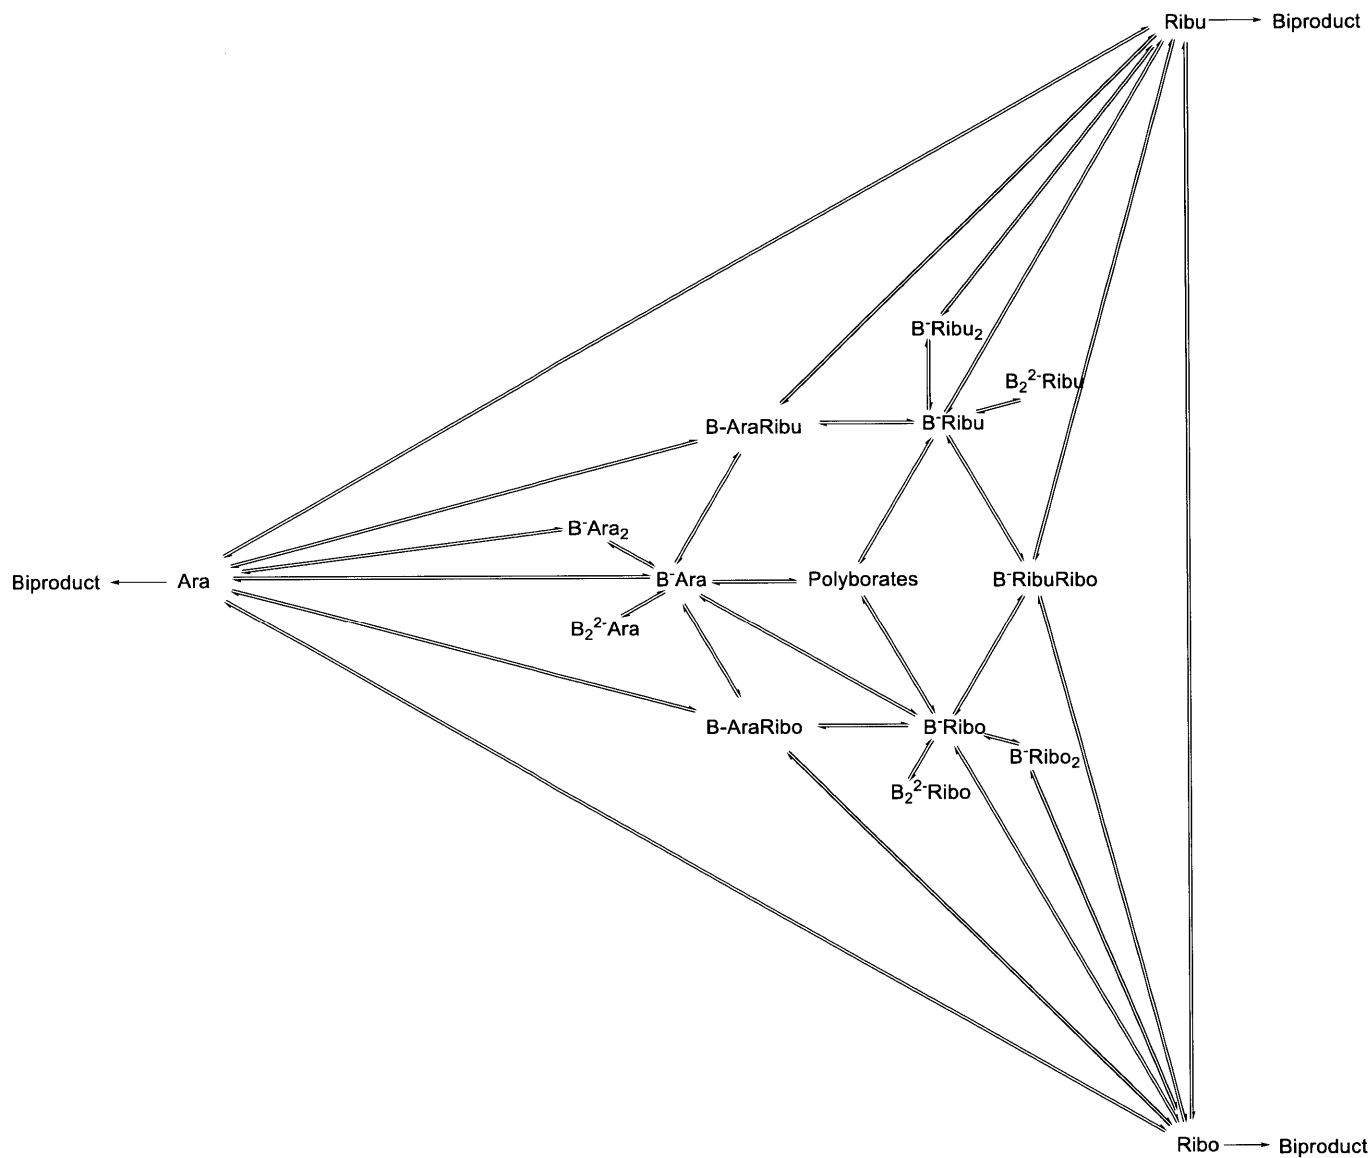 Ribu → Biproduct
B⁻Ribu₂
B₂²⁻Ribu
B-AraRibu
B⁻Ribu
B⁻Ara₂
Biproduct ← Ara
B⁻Ara
Polyborates
B⁻RibuRibo
B₂²⁻Ara
B-AraRibo
B⁻Ribo
B⁻Ribo₂
B₂²⁻Ribo
Ribo → Biproduct